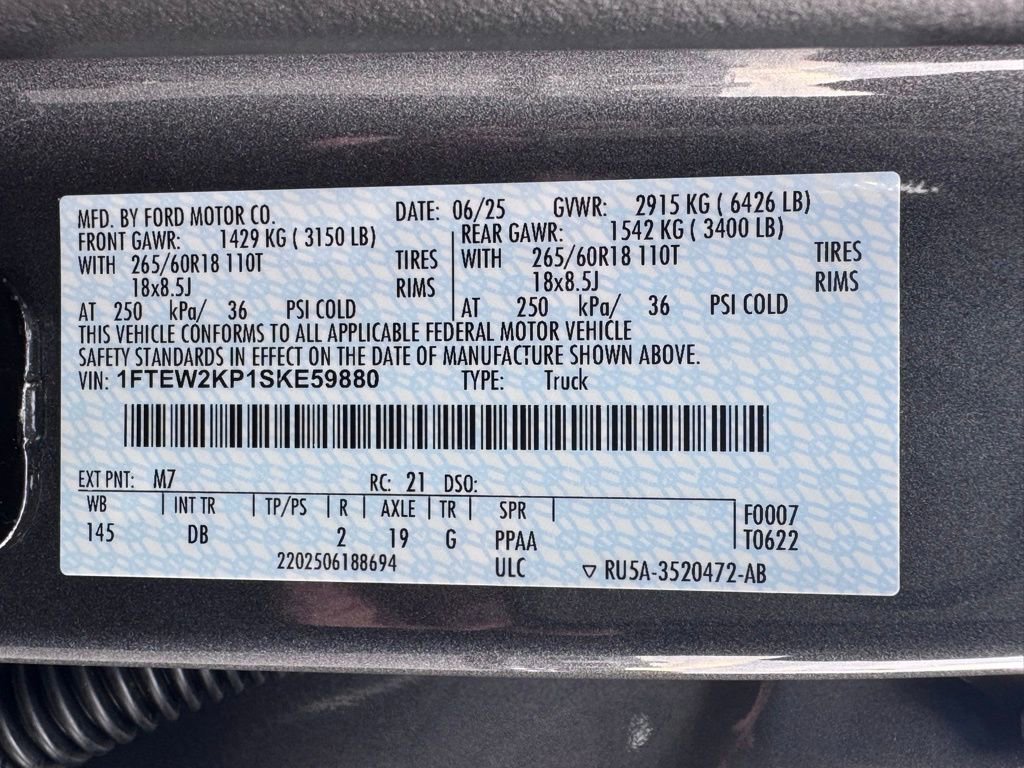 MFD. BY FORD MOTOR CO. DATE: 06/25 GVWR: 2915 KG ( 6426 LB)
FRONT GAWR: 1429 KG ( 3150 LB) REAR GAWR: 1542 KG ( 3400 LB)
WITH 265/60R18 110T TIRES WITH 265/60R18 110T TIRES
18x8.5J RIMS 18x8.5J RIMS
AT 250 kPa/ 36 PSI COLD AT 250 kPa/ 36 PSI COLD
THIS VEHICLE CONFORMS TO ALL APPLICABLE FEDERAL MOTOR VEHICLE
SAFETY STANDARDS IN EFFECT ON THE DATE OF MANUFACTURE SHOWN ABOVE.
VIN: 1FTEW2KP1SKE59880 TYPE: Truck
EXT PNT: M7 RC: 21 DSO:
WB INT TR TP/PS R AXLE TR SPR F0007
145 DB 2 19 G PPAA T0622
2202506188694 ULC ▽ RU5A-3520472-AB